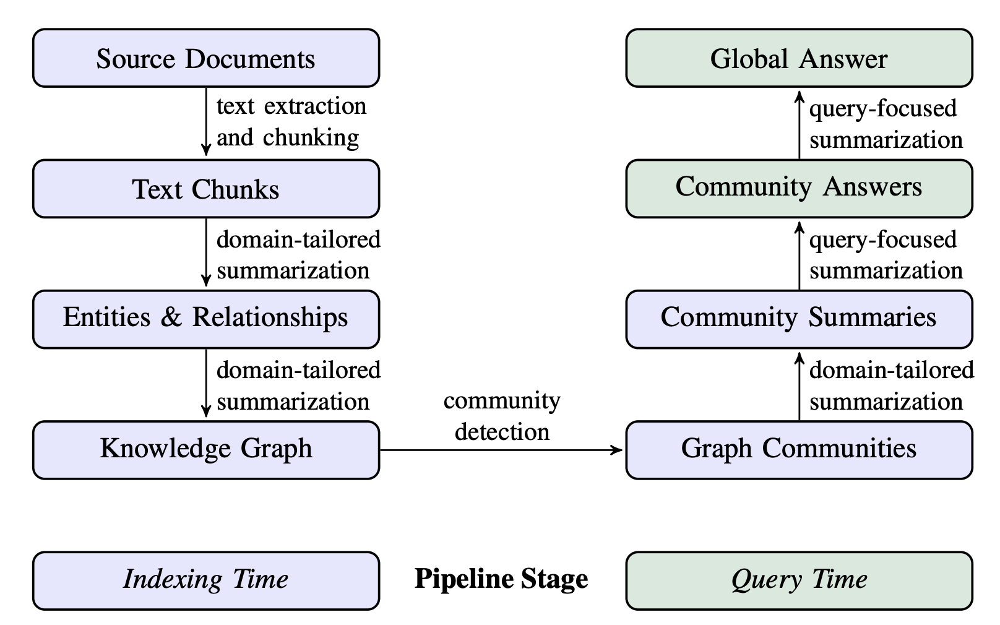 Source Documents
text extraction
and chunking
Text Chunks
domain-tailored
summarization
Entities & Relationships
domain-tailored
summarization
Knowledge Graph
community
detection
Graph Communities
domain-tailored
summarization
Community Summaries
query-focused
summarization
Community Answers
query-focused
summarization
Global Answer
Indexing Time
Pipeline Stage
Query Time